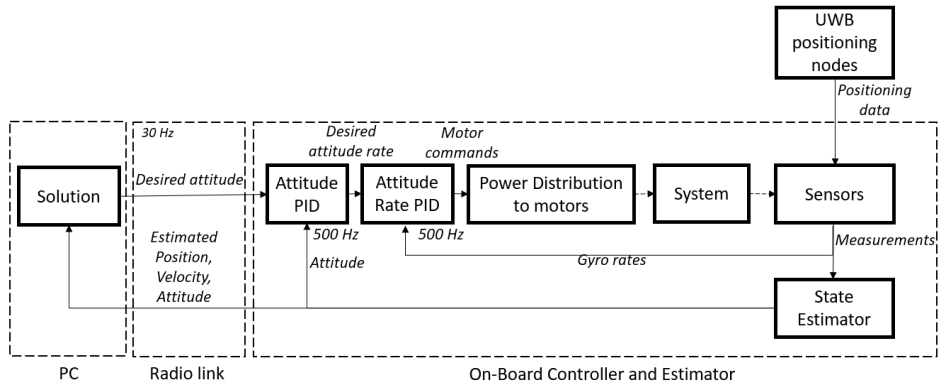 UWB
positioning
nodes
Positioning
data
30 Hz
Desired
attitude rate
Motor
commands
Solution
Desired attitude
Attitude
PID
Attitude
Rate PID
Power Distribution
to motors
System
Sensors
500 Hz
500 Hz
Measurements
Estimated
Position,
Velocity,
Attitude
Attitude
Gyro rates
State
Estimator
PC
Radio link
On-Board Controller and Estimator